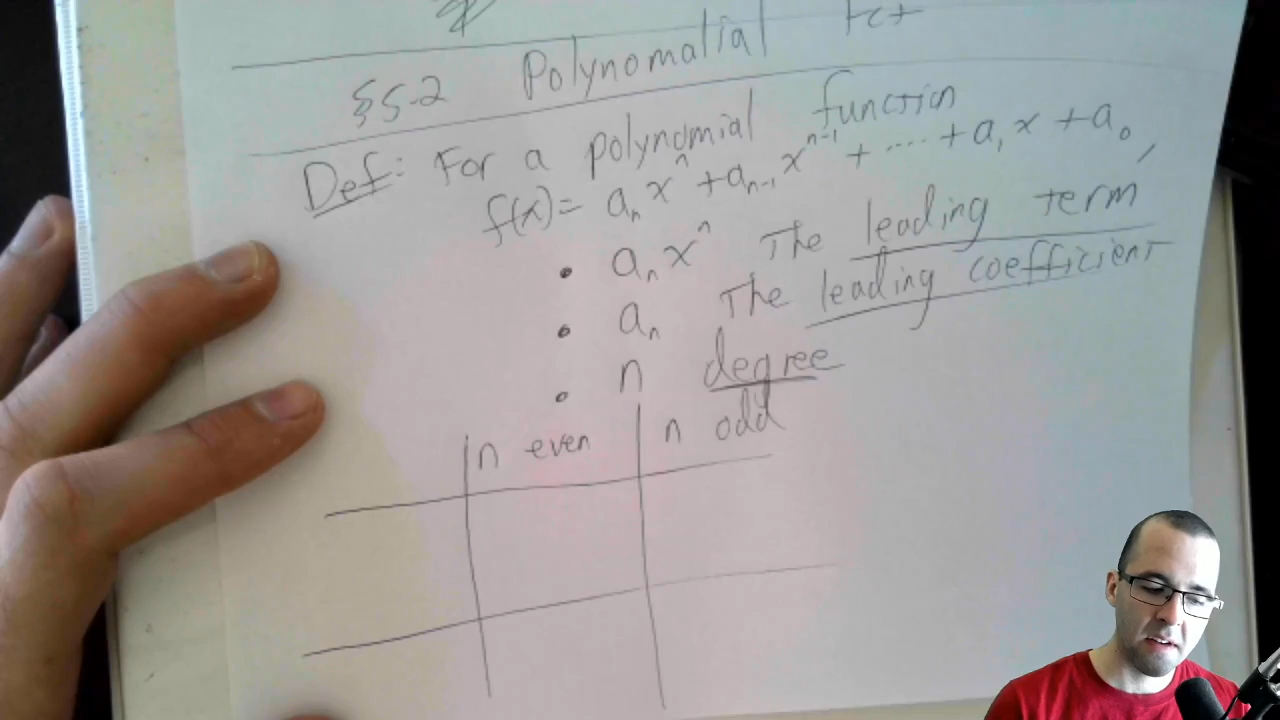 §5.2 Polynomalial fct
Def: For a polynomial function
f(x) = aₙxⁿ + aₙ₋₁xⁿ⁻¹ + .... + a₁x + a₀,
• aₙxⁿ The leading term
• aₙ The leading coefficient
• n degree
n even n odd